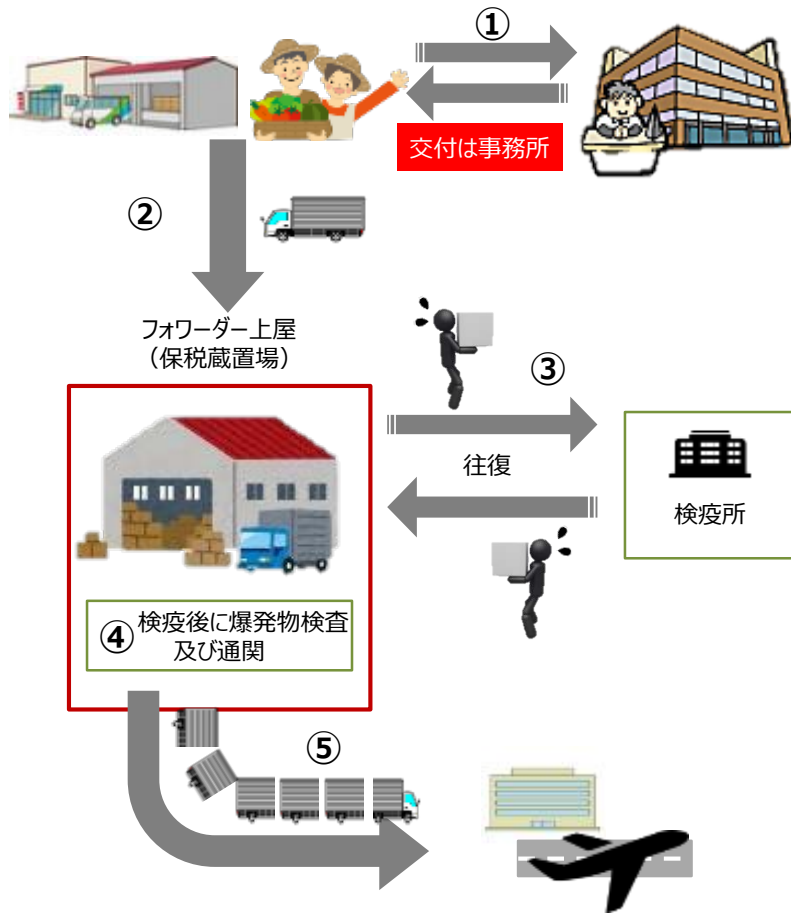 ①
交付は事務所
②
フォワーダー上屋
（保税蔵置場）
③
往復
検疫所
④ 検疫後に爆発物検査
及び通関
⑤